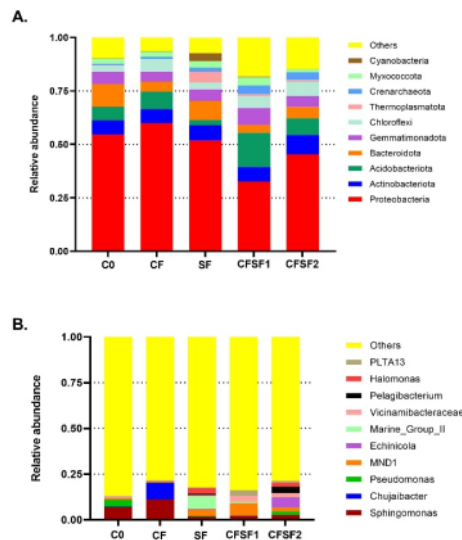 A.
1.00
0.75
0.50
0.25
0.00
Relative abundance
C0
CF
SF
CFSF1
CFSF2
Others
Cyanobacteria
Myxococcota
Crenarchaeota
Thermoplasmatota
Chloroflexi
Gemmatimonadota
Bacteroidota
Acidobacteriota
Actinobacteriota
Proteobacteria
B.
1.00
0.75
0.50
0.25
0.00
Relative abundance
C0
CF
SF
CFSF1
CFSF2
Others
PLTA13
Halomonas
Pelagibacterium
Vicinamibacteraceae
Marine_Group_II
Echinicola
MND1
Pseudomonas
Chujaibacter
Sphingomonas